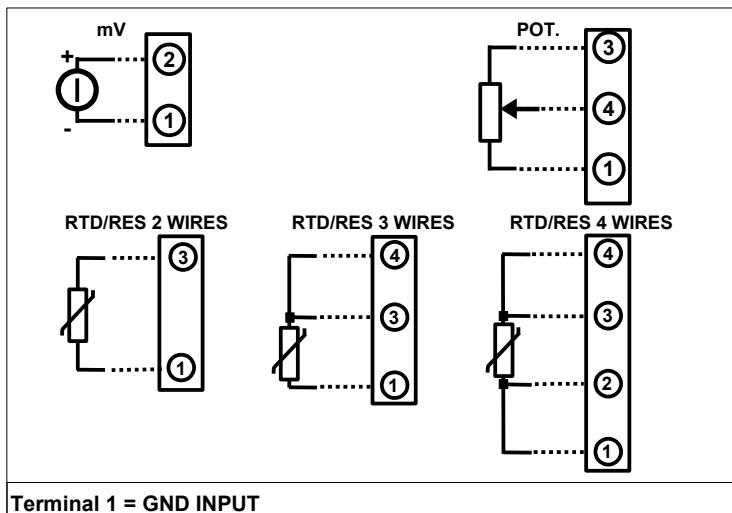 mV
+
2
-
1
POT.
3
4
1
RTD/RES 2 WIRES
3
1
RTD/RES 3 WIRES
4
3
1
RTD/RES 4 WIRES
4
3
2
1
Terminal 1 = GND INPUT